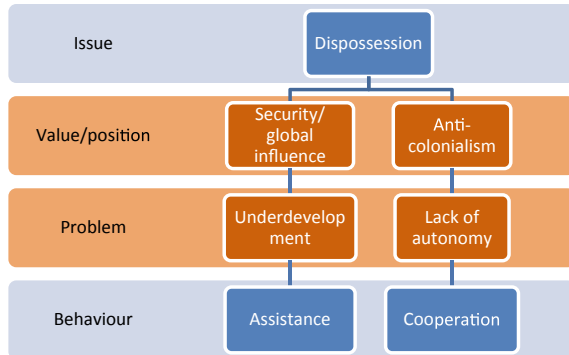 Issue
Dispossession
Value/position
Security/
global
influence
Anti-
colonialism
Problem
Underdevelop
ment
Lack of
autonomy
Behaviour
Assistance
Cooperation